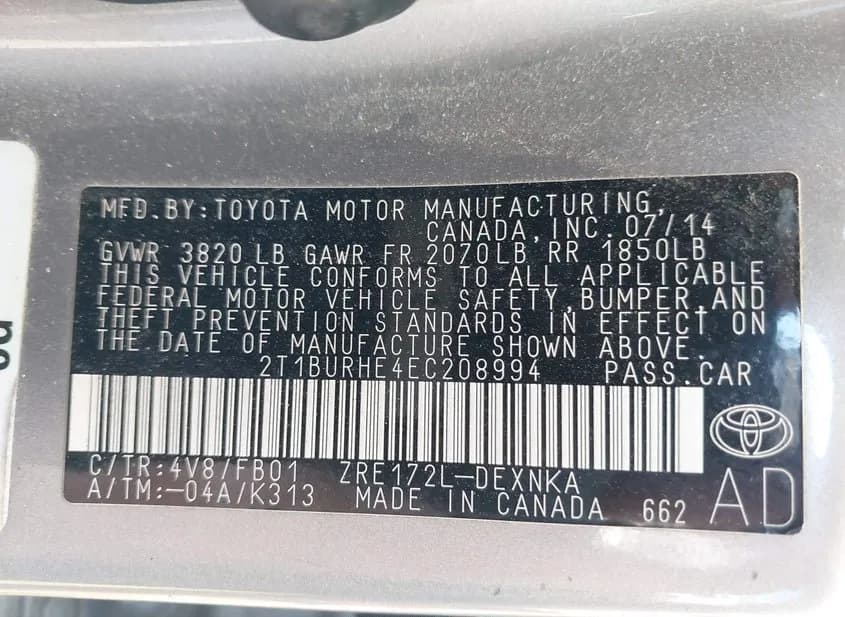 MFD. BY: TOYOTA MOTOR MANUFACTURING,
CANADA, INC. 07/14
GVWR 3820 LB GAWR FR 2070LB RR 1850LB
THIS VEHICLE CONFORMS TO ALL APPLICABLE
FEDERAL MOTOR VEHICLE SAFETY, BUMPER, AND
THEFT PREVENTION STANDARDS IN EFFECT ON
THE DATE OF MANUFACTURE SHOWN ABOVE.
2T1BURHE4EC208994 PASS. CAR
C/TR: 4V8/FB01 ZRE172L-DEXNKA
A/TM: -04A/K313 MADE IN CANADA 662 AD